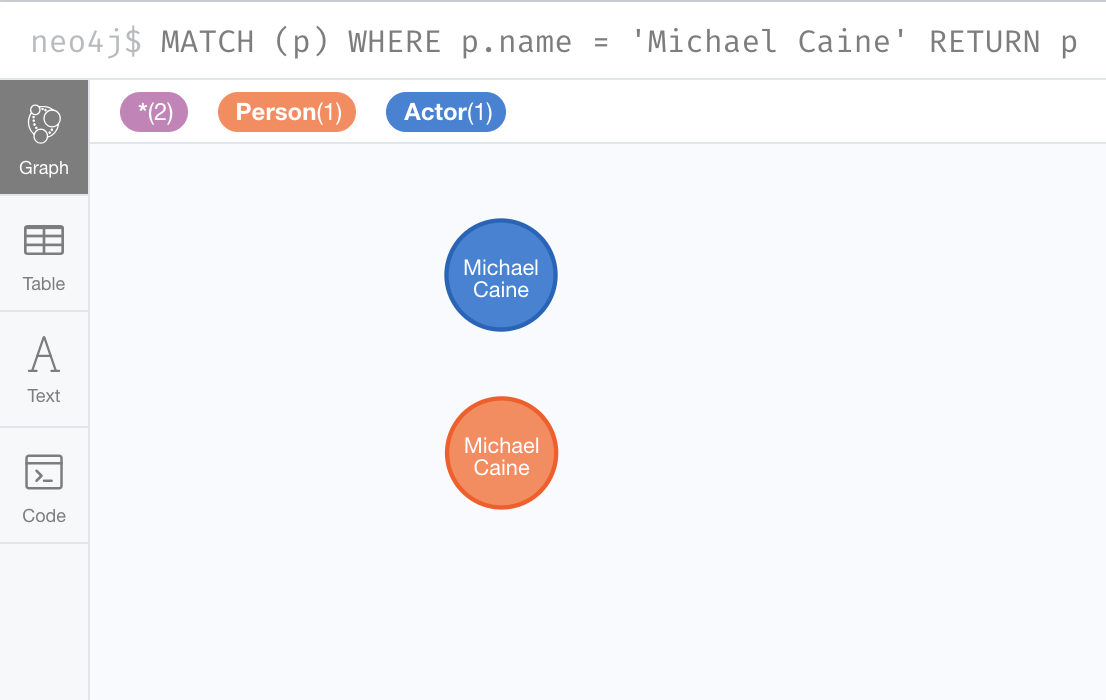 neo4j$ MATCH (p) WHERE p.name = 'Michael Caine' RETURN p
*(2) Person(1) Actor(1)
Graph
Table
A
Text
Code
Michael
Caine
Michael
Caine